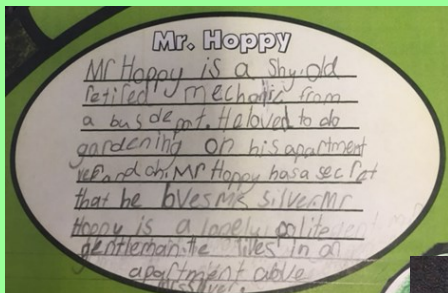 Mr. Hoppy
Mr Hoppy is a shy, old
retired mechanic from
a bus depot. He loved to do
gardening on his apartment
Mr Hoppy has a secret
that he loves Ms silver. Mr
Hoppy is a lonely polite
gentleman. He lives in an
apartment above